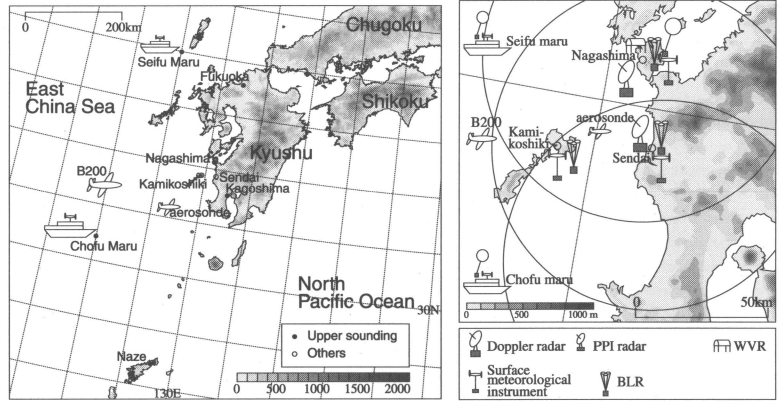 0 200km
Chugoku
Seifu Maru
East
China Sea
Fukuoka
Shikoku
Kyushu
Nagashima
B200
Kamikoshiki
Sendai
Kagoshima
aerosonde
Chofu Maru
North
Pacific Ocean
30N
Upper sounding
Others
Naze
130E
0 500 1000 1500 2000
Seifu maru
Nagashima
B200
Kami-
koshiki
aerosonde
Sendai
Chofu maru
0 500 1000 m
0 50km
Doppler radar
PPI radar
WVR
Surface
meteorological
instrument
BLR